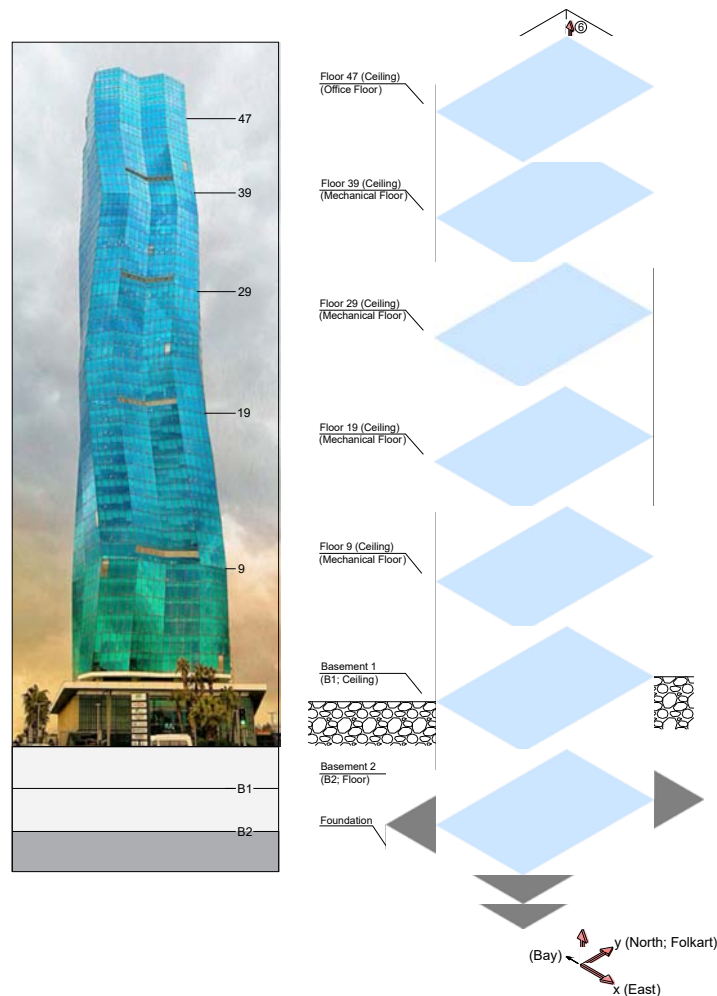 ⑥
47
39
29
19
9
B1
B2
Floor 47 (Ceiling)
(Office Floor)
Floor 39 (Ceiling)
(Mechanical Floor)
Floor 29 (Ceiling)
(Mechanical Floor)
Floor 19 (Ceiling)
(Mechanical Floor)
Floor 9 (Ceiling)
(Mechanical Floor)
Basement 1
(B1; Ceiling)
Basement 2
(B2; Floor)
Foundation
y (North; Folkart)
(Bay)
x (East)